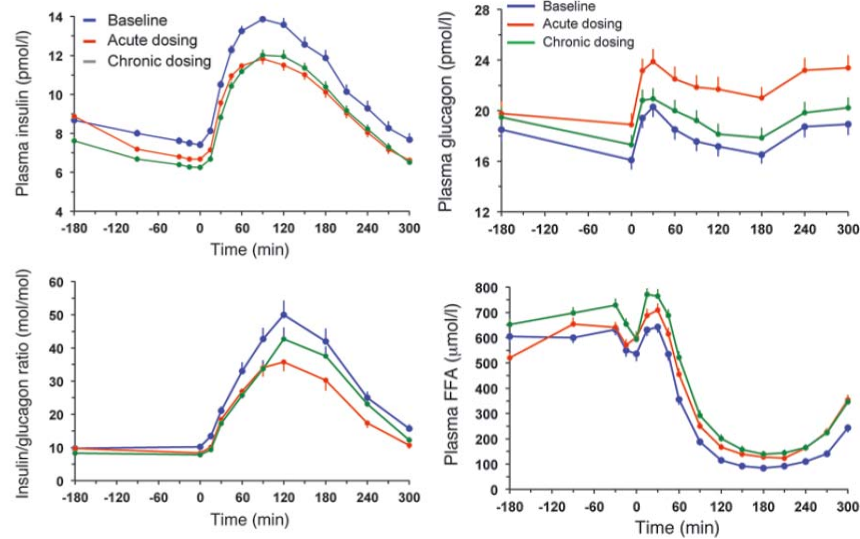 Plasma insulin (pmol/l)
14
12
10
8
6
4
Baseline
Acute dosing
Chronic dosing
-180 -120 -60 0 60 120 180 240 300
Time (min)
Plasma glucagon (pmol/l)
28
24
20
16
12
Baseline
Acute dosing
Chronic dosing
-180 -120 -60 0 60 120 180 240 300
Insulin/glucagon ratio (mol/mol)
60
50
40
30
20
10
0
-180 -120 -60 0 60 120 180 240 300
Time (min)
Plasma FFA (µmol/l)
800
700
600
500
400
300
200
100
0
-180 -120 -60 0 60 120 180 240 300
Time (min)